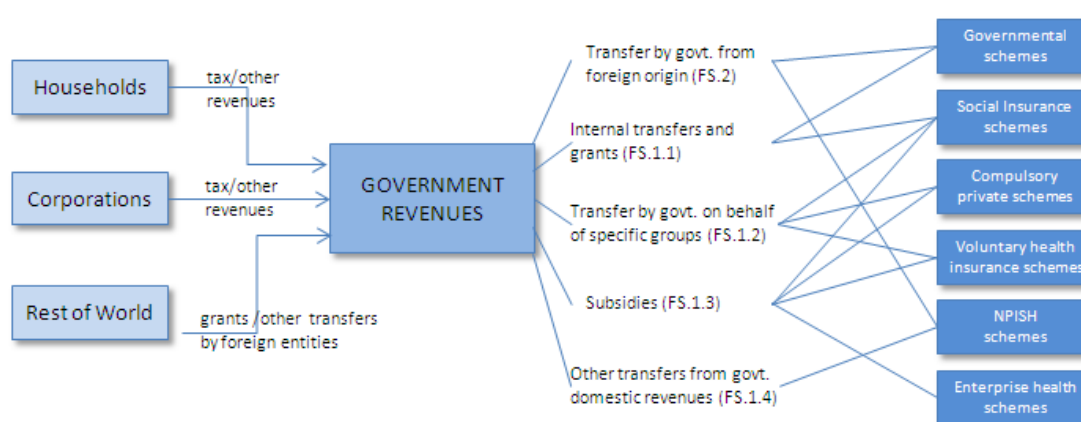 Households
tax/other
revenues
Corporations
tax/other
revenues
Rest of World
grants /other transfers
by foreign entities
GOVERNMENT
REVENUES
Transfer by govt. from
foreign origin (FS.2)
Internal transfers and
grants (FS.1.1)
Transfer by govt. on behalf
of specific groups (FS.1.2)
Subsidies (FS.1.3)
Other transfers from govt.
domestic revenues (FS.1.4)
Governmental
schemes
Social Insurance
schemes
Compulsory
private schemes
Voluntary health
insurance schemes
NPISH
schemes
Enterprise health
schemes